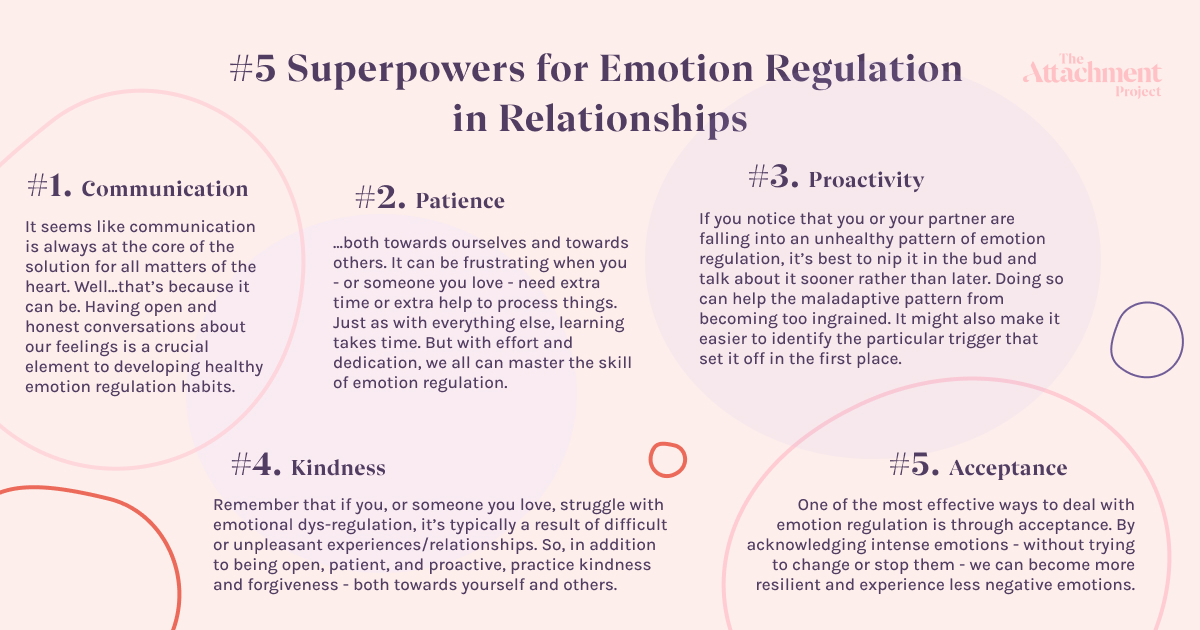 #5 Superpowers for Emotion Regulation
in Relationships
The
Attachment
Project
#1. Communication
It seems like communication
is always at the core of the
solution for all matters of the
heart. Well...that's because it
can be. Having open and
honest conversations about
our feelings is a crucial
element to developing healthy
emotion regulation habits.
#2. Patience
...both towards ourselves and towards
others. It can be frustrating when you
- or someone you love - need extra
time or extra help to process things.
Just as with everything else, learning
takes time. But with effort and
dedication, we all can master the skill
of emotion regulation.
#3. Proactivity
If you notice that you or your partner are
falling into an unhealthy pattern of emotion
regulation, it's best to nip it in the bud and
talk about it sooner rather than later. Doing so
can help the maladaptive pattern from
becoming too ingrained. It might also make it
easier to identify the particular trigger that
set it off in the first place.
#4. Kindness
Remember that if you, or someone you love, struggle with
emotional dys-regulation, it's typically a result of difficult
or unpleasant experiences/relationships. So, in addition
to being open, patient, and proactive, practice kindness
and forgiveness - both towards yourself and others.
#5. Acceptance
One of the most effective ways to deal with
emotion regulation is through acceptance. By
acknowledging intense emotions - without trying
to change or stop them - we can become more
resilient and experience less negative emotions.